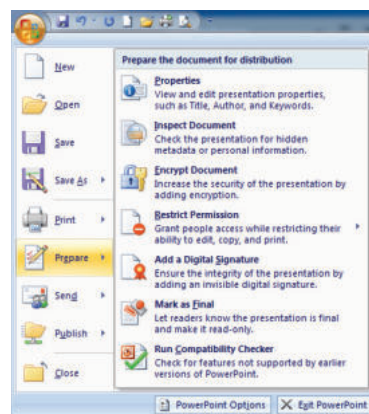 New
Open
Save
Save As
Print
Prepare
Send
Publish
Close
Prepare the document for distribution
Properties
View and edit presentation properties,
such as Title, Author, and Keywords.
Inspect Document
Check the presentation for hidden
metadata or personal information.
Encrypt Document
Increase the security of the presentation by
adding encryption.
Restrict Permission
Grant people access while restricting their
ability to edit, copy, and print.
Add a Digital Signature
Ensure the integrity of the presentation by
adding an invisible digital signature.
Mark as Final
Let readers know the presentation is final
and make it read-only.
Run Compatibility Checker
Check for features not supported by earlier
versions of PowerPoint.
PowerPoint Options
Exit PowerPoint